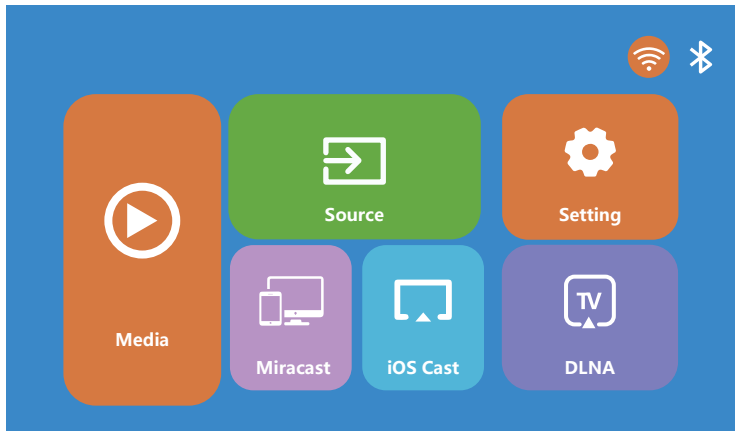 Source
Setting
Media
Miracast
iOS Cast
TV
DLNA